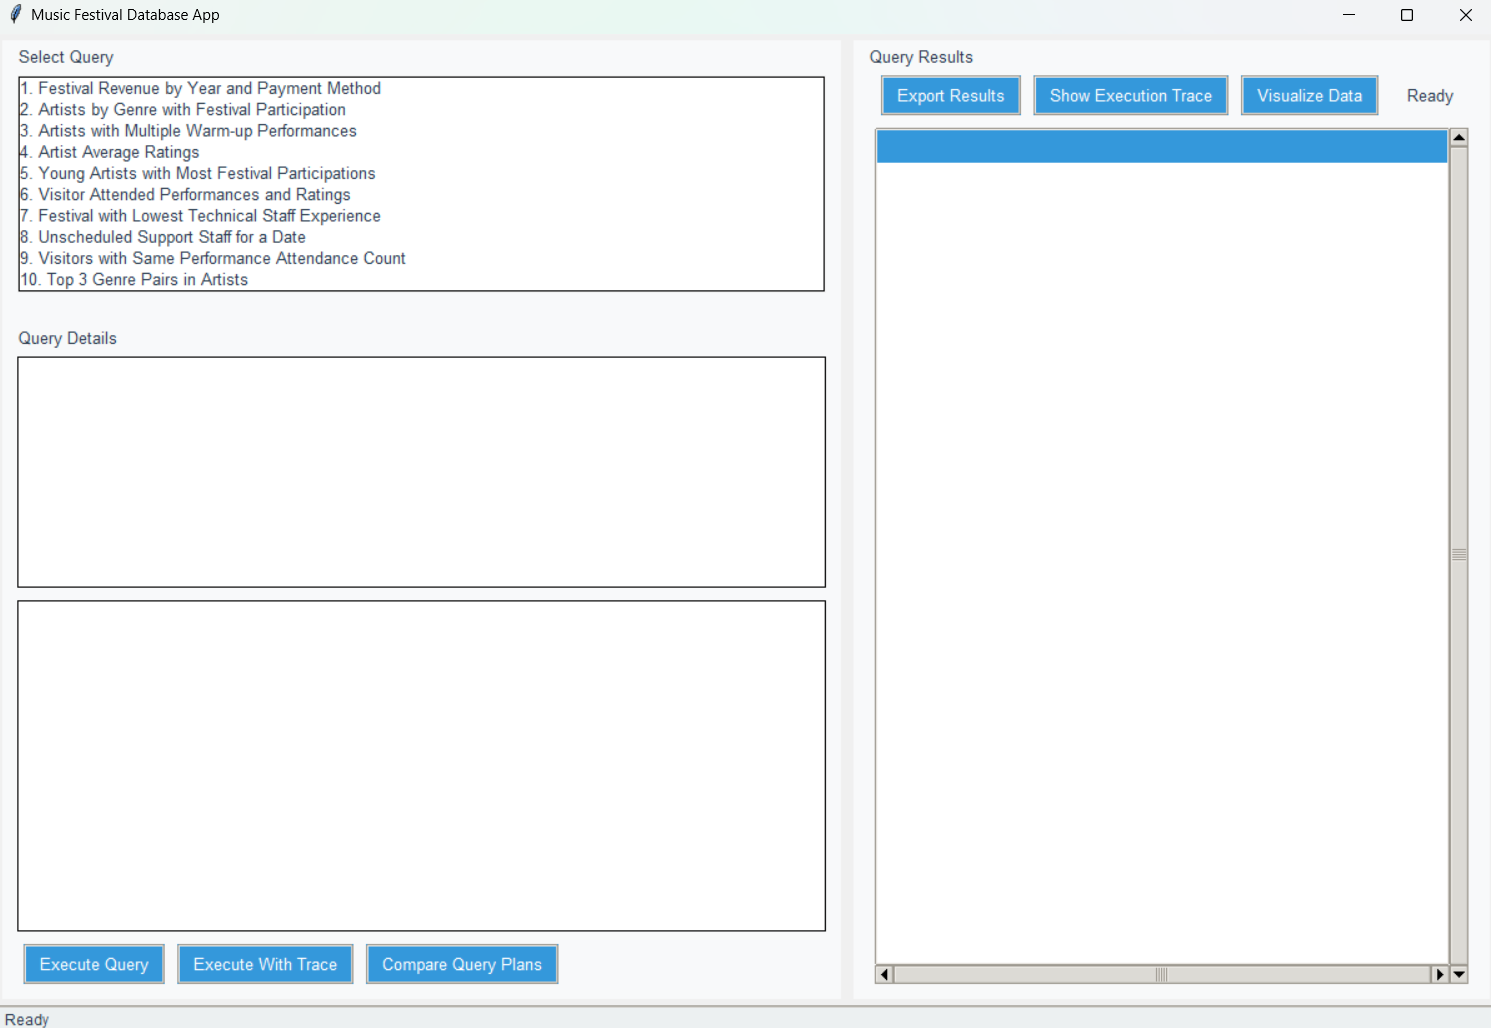 Music Festival Database App
Select Query
1. Festival Revenue by Year and Payment Method
2. Artists by Genre with Festival Participation
3. Artists with Multiple Warm-up Performances
4. Artist Average Ratings
5. Young Artists with Most Festival Participations
6. Visitor Attended Performances and Ratings
7. Festival with Lowest Technical Staff Experience
8. Unscheduled Support Staff for a Date
9. Visitors with Same Performance Attendance Count
10. Top 3 Genre Pairs in Artists
Query Details
Execute Query
Execute With Trace
Compare Query Plans
Query Results
Export Results
Show Execution Trace
Visualize Data
Ready
Ready